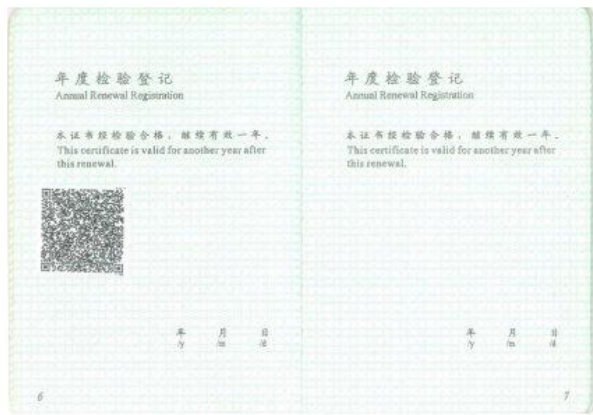 年度检验登记
Annual Renewal Registration
本证书经检验合格，继续有效一年。
This certificate is valid for another year after
this renewal.
年 月 日
/y /m /d
6
年度检验登记
Annual Renewal Registration
本证书经检验合格，继续有效一年。
This certificate is valid for another year after
this renewal.
年 月 日
/y /m /d
7